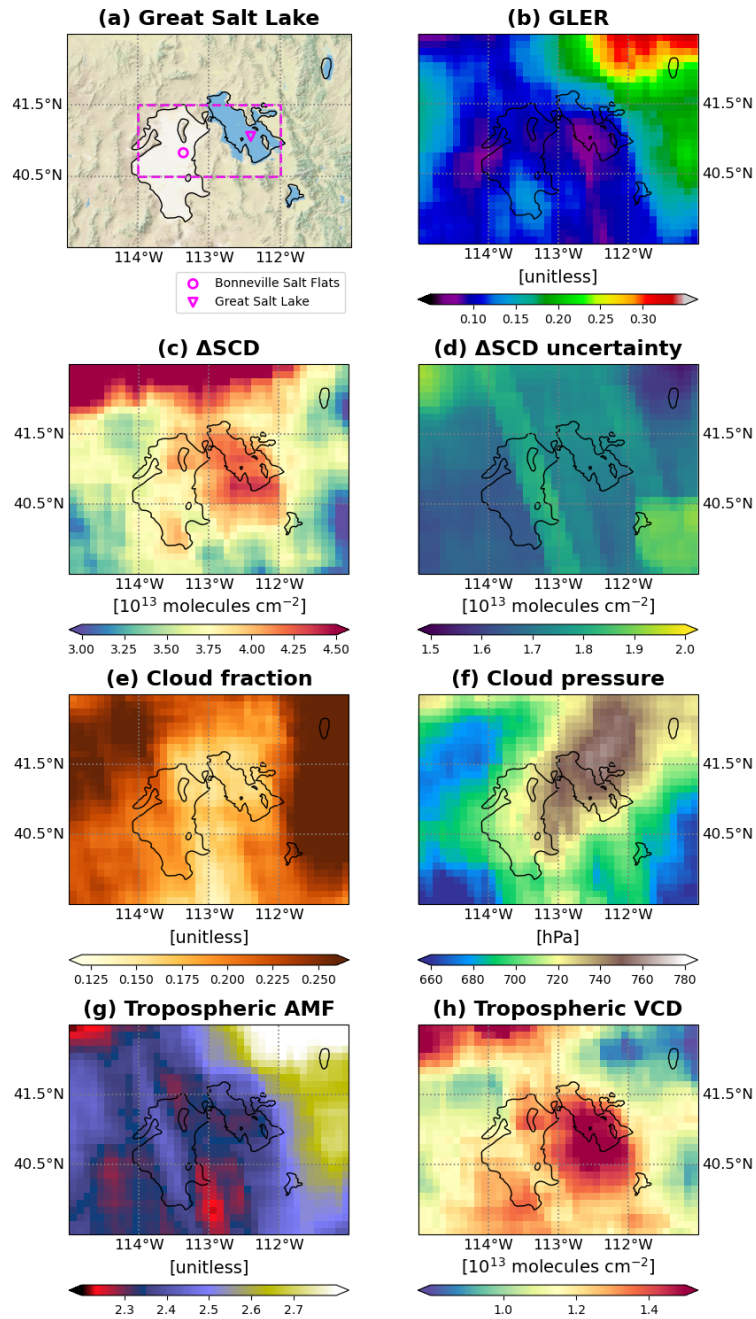 (a) Great Salt Lake
41.5°N
40.5°N
114°W 113°W 112°W
Bonneville Salt Flats
Great Salt Lake
(b) GLER
41.5°N
40.5°N
114°W 113°W 112°W
[unitless]
0.10 0.15 0.20 0.25 0.30
(c) ΔSCD
41.5°N
40.5°N
114°W 113°W 112°W
[10¹³ molecules cm⁻²]
3.00 3.25 3.50 3.75 4.00 4.25 4.50
(d) ΔSCD uncertainty
41.5°N
40.5°N
114°W 113°W 112°W
[10¹³ molecules cm⁻²]
1.5 1.6 1.7 1.8 1.9 2.0
(e) Cloud fraction
41.5°N
40.5°N
114°W 113°W 112°W
[unitless]
0.125 0.150 0.175 0.200 0.225 0.250
(f) Cloud pressure
41.5°N
40.5°N
114°W 113°W 112°W
[hPa]
660 680 700 720 740 760 780
(g) Tropospheric AMF
41.5°N
40.5°N
114°W 113°W 112°W
[unitless]
2.3 2.4 2.5 2.6 2.7
(h) Tropospheric VCD
41.5°N
40.5°N
114°W 113°W 112°W
[10¹³ molecules cm⁻²]
1.0 1.2 1.4